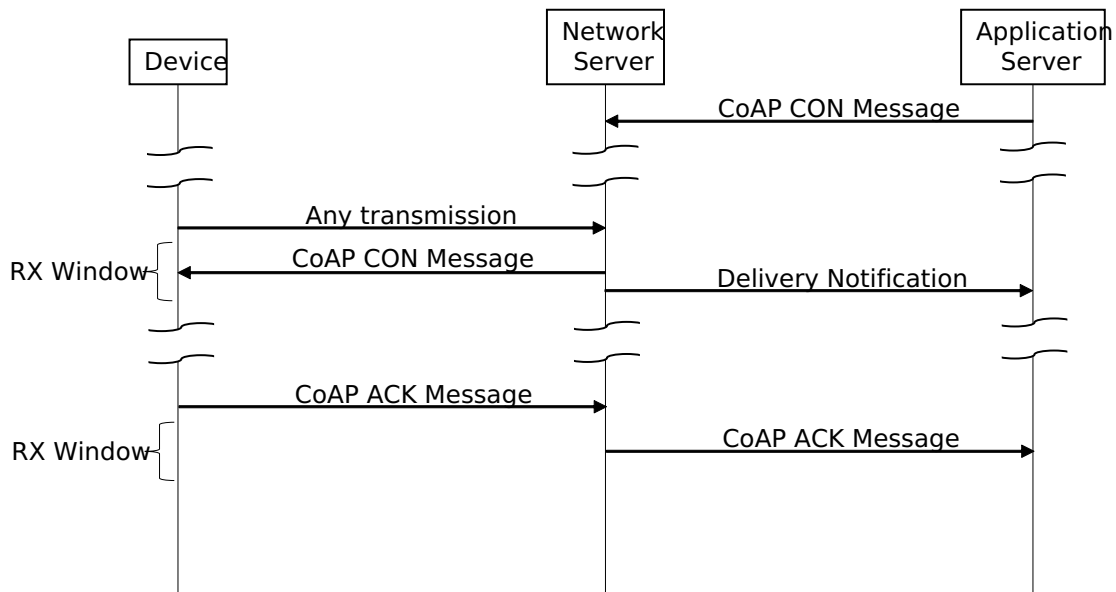 Device
Network
Server
Application
Server
CoAP CON Message
Any transmission
RX Window
CoAP CON Message
Delivery Notification
CoAP ACK Message
RX Window
CoAP ACK Message